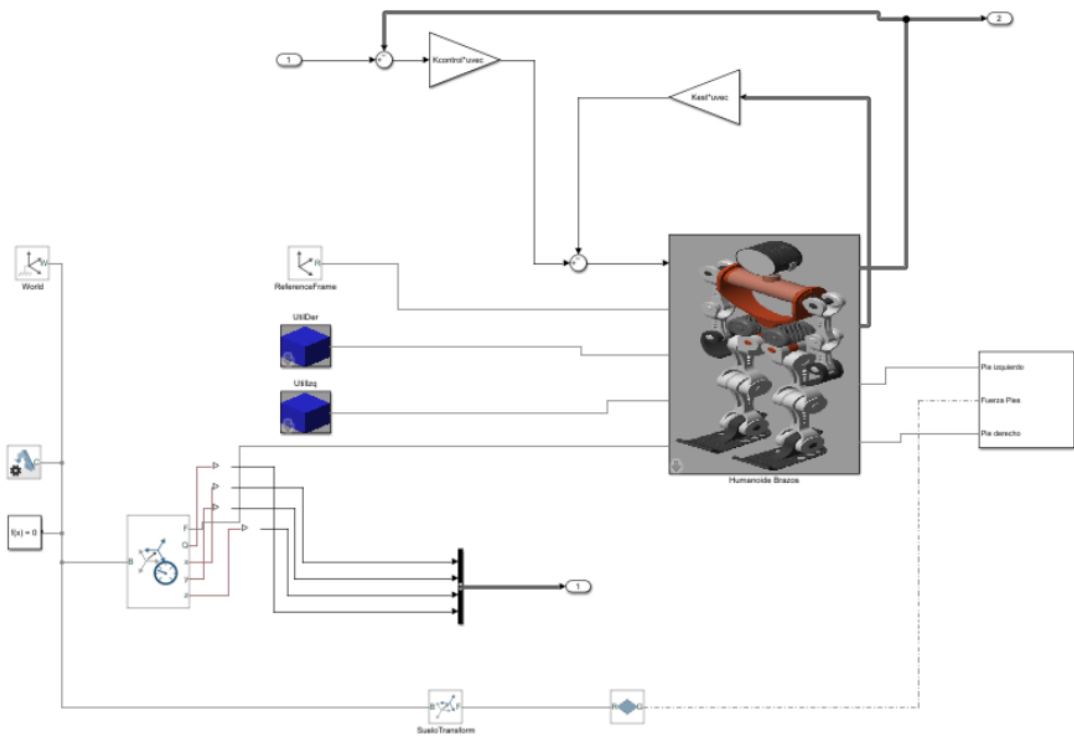 2
1
Kcontrol*uvec
Kest*uvec
W
World
R
ReferenceFrame
UtilDer
UtilIzq
Pie izquierdo
Fuerza Pies
Pie derecho
Humanoide Brazos
C
f(x) = 0
B
F
Q
x
y
z
1
B
F
SueloTransform
R
G